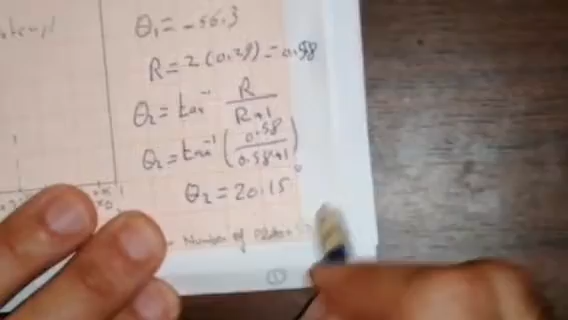 θ₁ = -56.3
R = 2(0.29) = 0.58
θ₂ = tan⁻¹ R / R+1
θ₂ = tan⁻¹ (0.58 / 0.58+1)
θ₂ = 20.15°
Number of
①